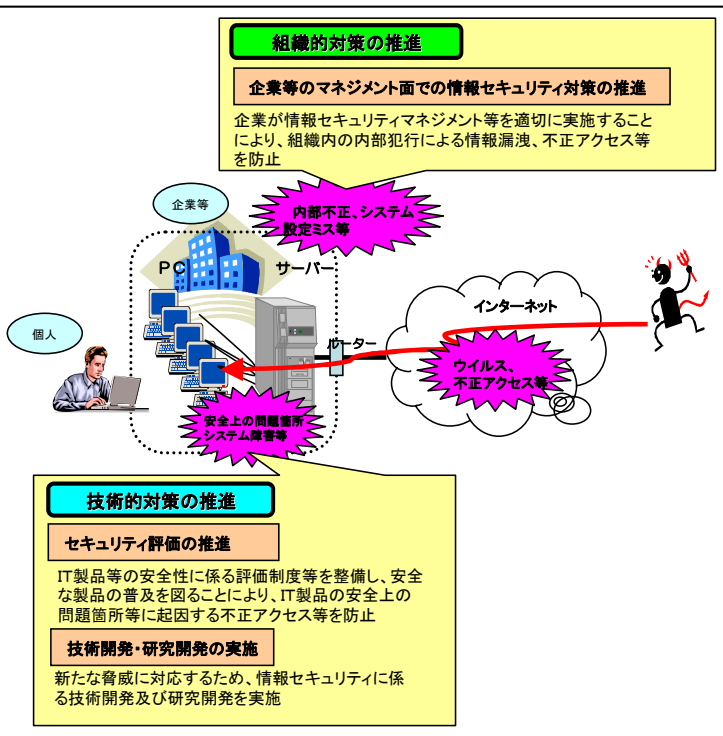 組織的対策の推進
企業等のマネジメント面での情報セキュリティ対策の推進
企業が情報セキュリティマネジメント等を適切に実施すること
により、組織内の内部犯行による情報漏洩、不正アクセス等
を防止
企業等
内部不正、システム
設定ミス等
PC
サーバー
インターネット
個人
ルーター
ウイルス、
不正アクセス等
安全上の問題箇所
システム障害等
技術的対策の推進
セキュリティ評価の推進
IT製品等の安全性に係る評価制度等を整備し、安全
な製品の普及を図ることにより、IT製品の安全上の
問題箇所等に起因する不正アクセス等を防止
技術開発・研究開発の実施
新たな脅威に対応するため、情報セキュリティに係
る技術開発及び研究開発を実施